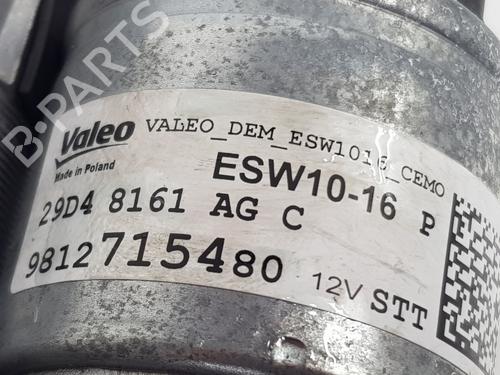 B-PARTS
Valeo
VALEO_DEM_ESW1016_CEMO
Made in Poland
ESW10-16 P
29D4 8161 AG C
9812715480
12V STT